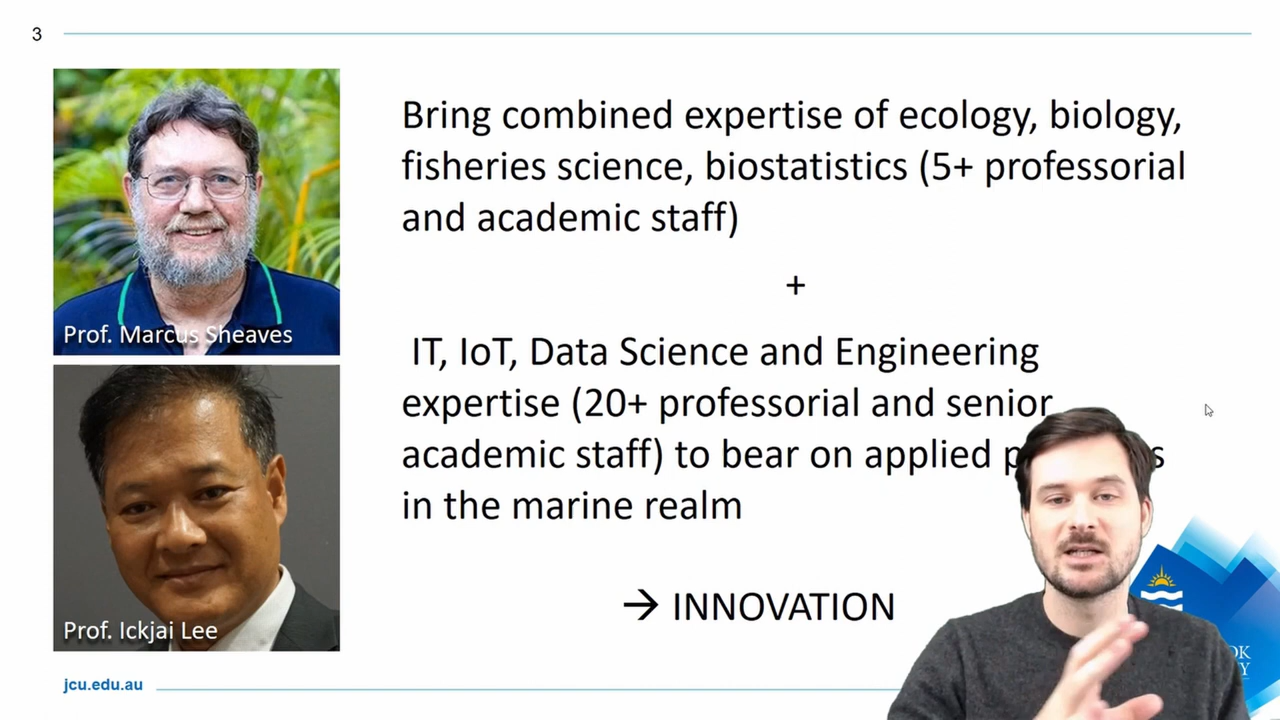 3
Bring combined expertise of ecology, biology,
fisheries science, biostatistics (5+ professorial
and academic staff)
+
IT, IoT, Data Science and Engineering
expertise (20+ professorial and senior
academic staff) to bear on applied
in the marine realm
→ INNOVATION
Prof. Marcus Sheaves
Prof. Ickjai Lee
jcu.edu.au